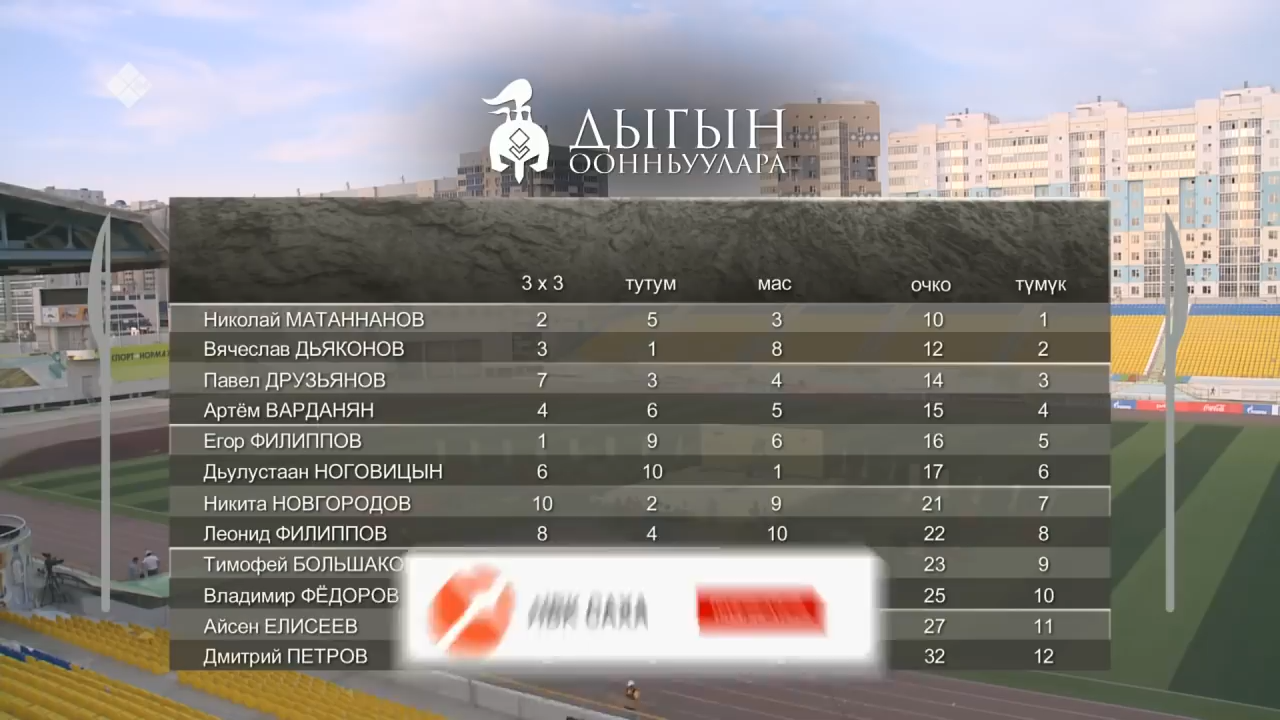 ДЫГЫН
ООННЬУУЛАРА
3 x 3 тутум мас очко түмүк
Николай МАТАННАНОВ 2 5 3 10 1
Вячеслав ДЬЯКОНОВ 3 1 8 12 2
Павел ДРУЗЬЯНОВ 7 3 4 14 3
Артём ВАРДАНЯН 4 6 5 15 4
Егор ФИЛИППОВ 1 9 6 16 5
Дьулустаан НОГОВИЦЫН 6 10 1 17 6
Никита НОВГОРОДОВ 10 2 9 21 7
Леонид ФИЛИППОВ 8 4 10 22 8
Тимофей БОЛЬШАКО 23 9
Владимир ФЁДОРОВ 25 10
НВК САХА
Айсен ЕЛИСЕЕВ 27 11
Дмитрий ПЕТРОВ 32 12